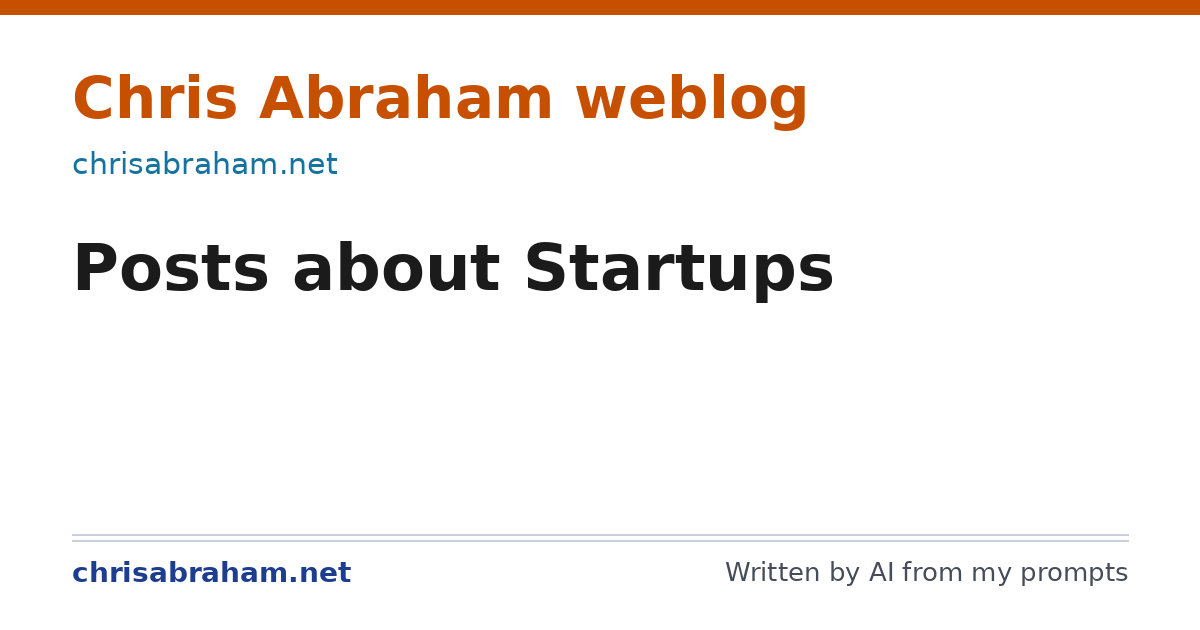 Chris Abraham weblog
chrisabraham.net
Posts about Startups
chrisabraham.net
Written by AI from my prompts